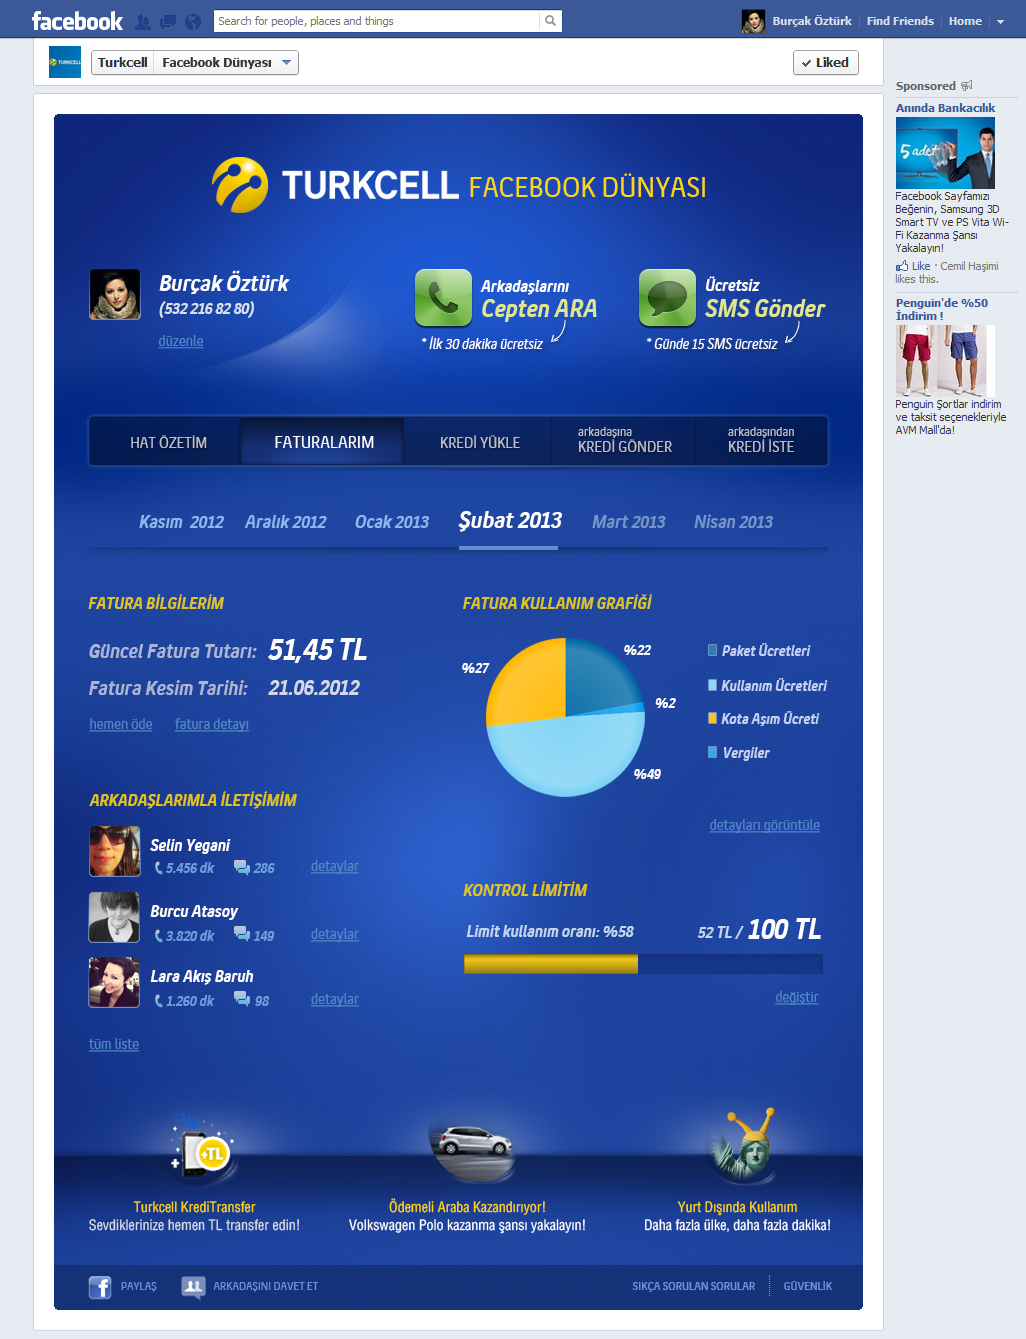 facebook
Search for people, places and things
Burçak Öztürk
Find Friends
Home
TURKCELL
Turkcell
Facebook Dünyası
Liked
Sponsored
Anında Bankacılık
5 adet
Facebook Sayfamızı
Beğenin, Samsung 3D
Smart TV ve PS Vita Wi-
Fi Kazanma Şansı
Yakalayın!
Like · Cemil Haşimi
likes this.
Penguin'de %50
İndirim !
Penguin Şortlar indirim
ve taksit seçenekleriyle
AVM Mall'da!
TURKCELL FACEBOOK DÜNYASI
Burçak Öztürk
(532 216 82 80)
düzenle
Arkadaşlarını
Cepten ARA
* İlk 30 dakika ücretsiz
Ücretsiz
SMS Gönder
* Günde 15 SMS ücretsiz
HAT ÖZETİM
FATURALARIM
KREDİ YÜKLE
arkadaşına
KREDİ GÖNDER
arkadaşından
KREDİ İSTE
Kasım 2012
Aralık 2012
Ocak 2013
Şubat 2013
Mart 2013
Nisan 2013
FATURA BİLGİLERİM
Güncel Fatura Tutarı: 51,45 TL
Fatura Kesim Tarihi: 21.06.2012
hemen öde
fatura detayı
FATURA KULLANIM GRAFİĞİ
%22
%27
%2
%49
Paket Ücretleri
Kullanım Ücretleri
Kota Aşım Ücreti
Vergiler
detayları görüntüle
ARKADAŞLARIMLA İLETİŞİMİM
Selin Yegani
5.456 dk 286 detaylar
Burcu Atasoy
3.820 dk 149 detaylar
Lara Akış Baruh
1.260 dk 98 detaylar
tüm liste
KONTROL LİMİTİM
Limit kullanım oranı: %58
52 TL / 100 TL
değiştir
+TL
Turkcell KrediTransfer
Sevdiklerinize hemen TL transfer edin!
Ödemeli Araba Kazandırıyor!
Volkswagen Polo kazanma şansı yakalayın!
Yurt Dışında Kullanım
Daha fazla ülke, daha fazla dakika!
PAYLAŞ
ARKADAŞINI DAVET ET
SIKÇA SORULAN SORULAR
GÜVENLİK